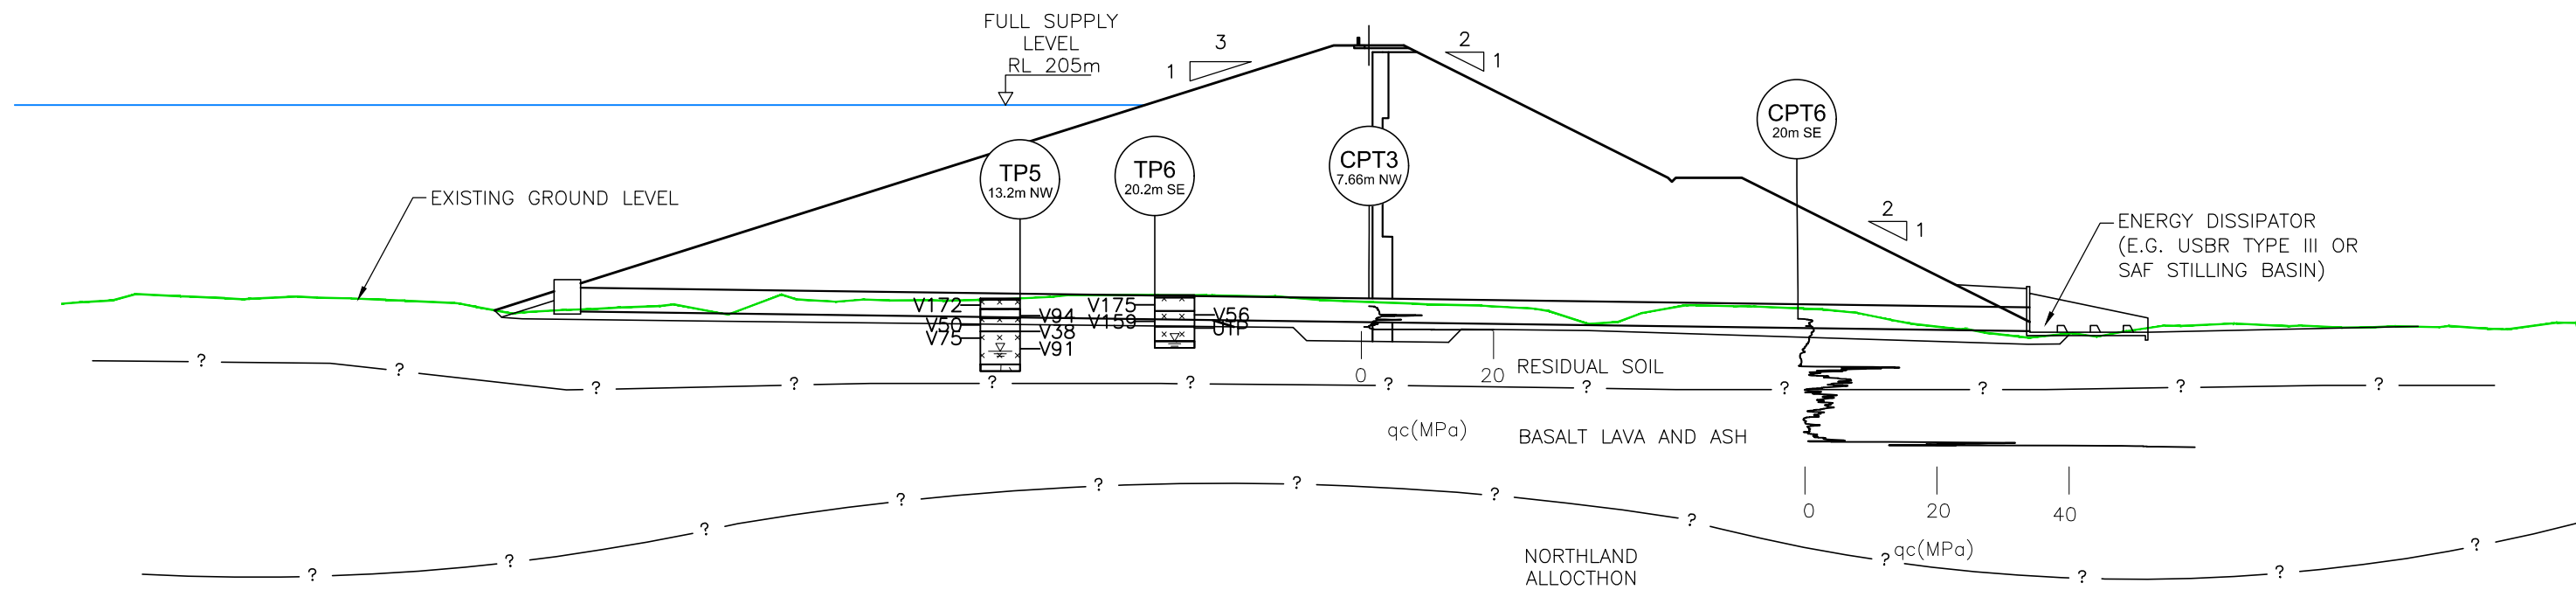 FULL SUPPLY
LEVEL
RL 205m
3
1
2
1
CPT6
20m SE
TP5
13.2m NW
TP6
20.2m SE
CPT3
7.66m NW
EXISTING GROUND LEVEL
2
1
ENERGY DISSIPATOR
(E.G. USBR TYPE III OR
SAF STILLING BASIN)
V172
V94
V50
V38
V75
V91
V175
V56
V159
UTP
0
20
RESIDUAL SOIL
? ? ? ? ? ? ? ? ? ? ? ?
qc(MPa)
BASALT LAVA AND ASH
0
20
40
qc(MPa)
? ? ? ? ? ? ? ? ? ? ? ?
NORTHLAND
ALLOCTHON